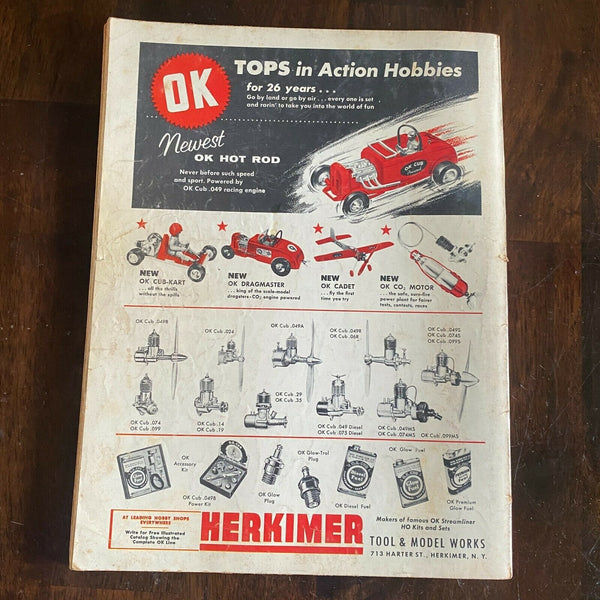 OK
TOPS in Action Hobbies
for 26 years...
Go by land or go by air...every one is set
and rarin' to take you into the world of fun
Newest
OK HOT ROD
Never before such speed
and sport. Powered by
OK Cub .049 racing engine
OK CUB
NEW
OK CUB-KART
...all the thrills
without the spills
NEW
OK DRAGMASTER
...king of the scale-model
dragsters-CO₂ engine powered
NEW
OK CADET
...fly the first
time you try
NEW
OK CO₂ MOTOR
...the safe, sure-fire
power plant for fairer
tests, contests, races
OK Cub .049B
OK Cub .024
OK Cub .049A
OK Cub .049X
OK Cub .06R
OK Cub .049S
OK Cub .074S
OK Cub .099S
OK Cub .074
OK Cub .099
OK Cub .14
OK Cub .19
OK Cub .29
OK Cub .35
OK Cub .049 Diesel
OK Cub .075 Diesel
OK Cub .049MS
OK Cub .074MS
OK Cub .099MS
OK
Accessory
Kit
OK Cub .049B
Power Kit
OK Glow
Plug
OK Glow-Trol
Plug
OK Diesel Fuel
OK Glow Fuel
OK Premium
Glow Fuel
AT LEADING HOBBY SHOPS
EVERYWHERE
Write for Free Illustrated
Catalog Showing the
Complete OK Line
HERKIMER
Makers of famous OK Streamliner
HO Kits and Sets
TOOL & MODEL WORKS
713 HARTER ST., HERKIMER, N. Y.